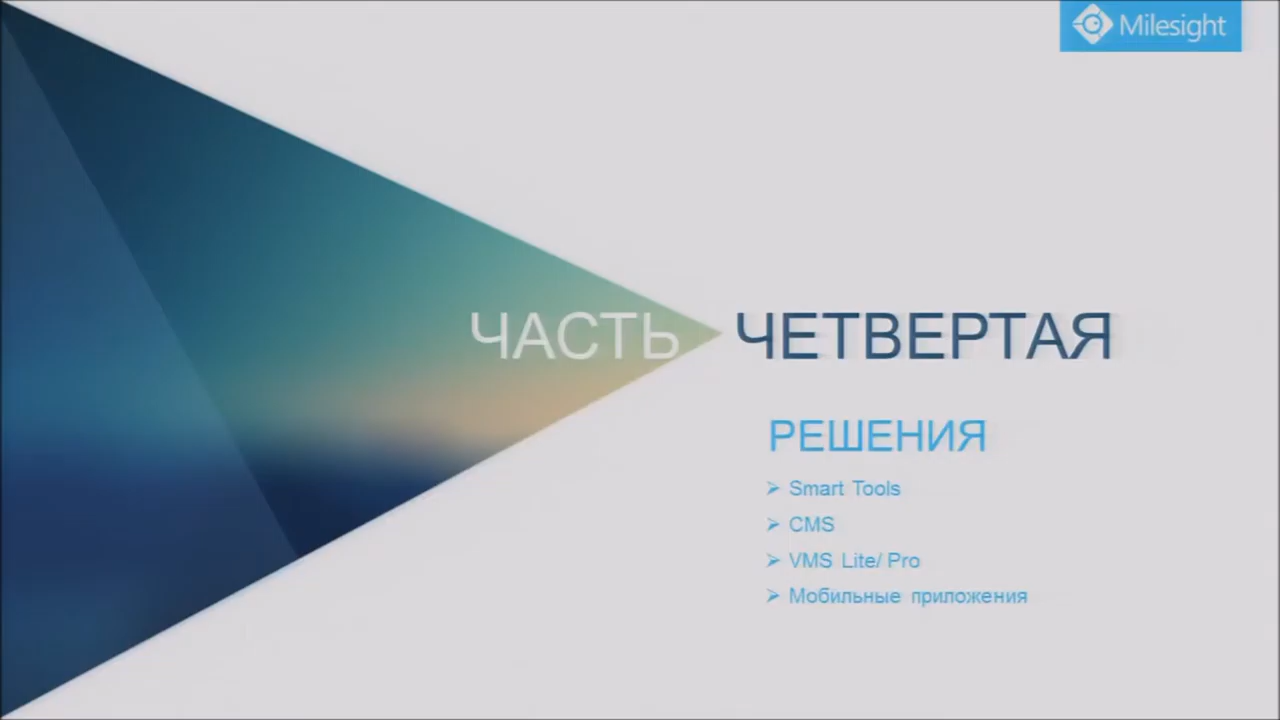 Milesight
ЧАСТЬ ЧЕТВЕРТАЯ
РЕШЕНИЯ
Smart Tools
CMS
VMS Lite/ Pro
Мобильные приложения